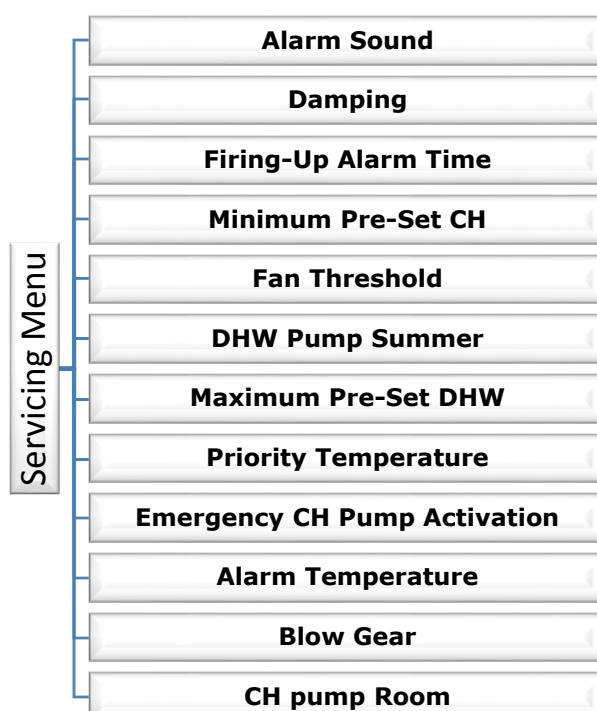 Servicing Menu
Alarm Sound
Damping
Firing-Up Alarm Time
Minimum Pre-Set CH
Fan Threshold
DHW Pump Summer
Maximum Pre-Set DHW
Priority Temperature
Emergency CH Pump Activation
Alarm Temperature
Blow Gear
CH pump Room